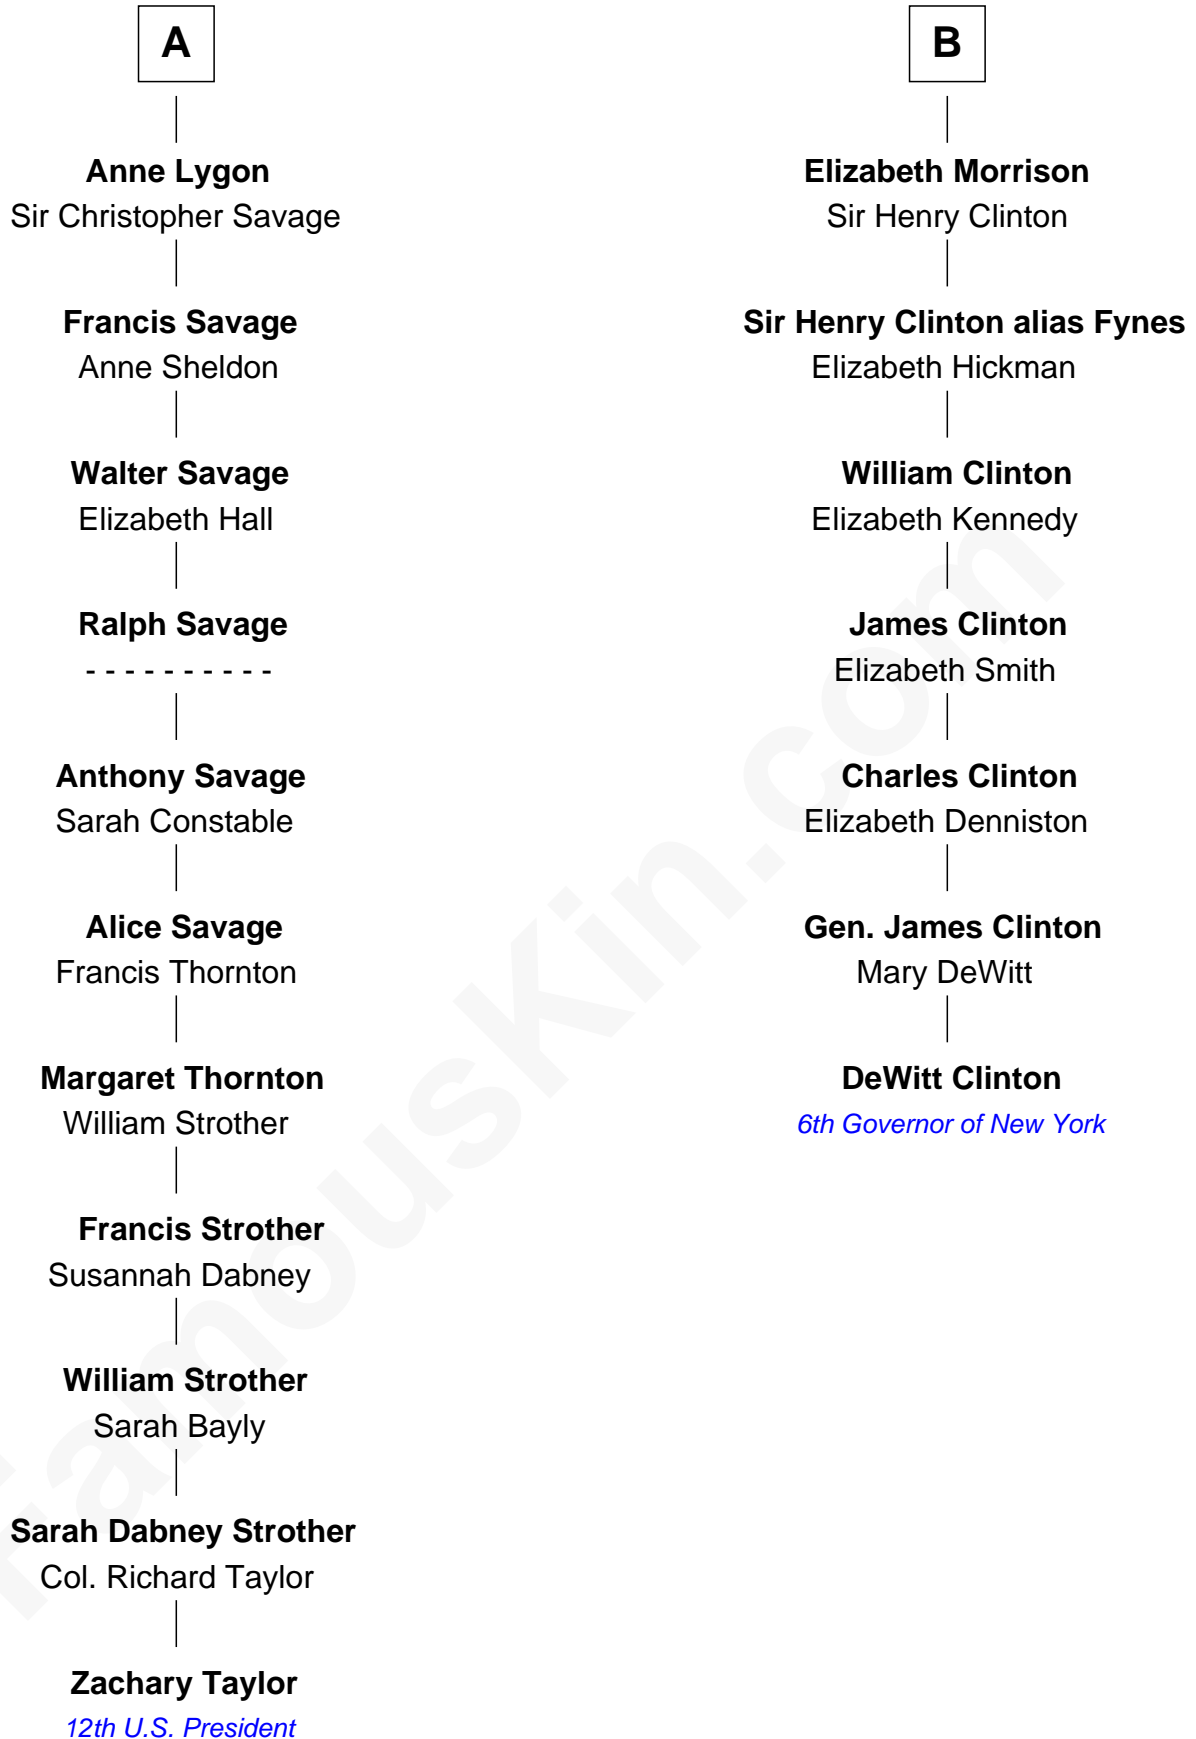 A
Anne Lygon
Sir Christopher Savage
Francis Savage
Anne Sheldon
Walter Savage
Elizabeth Hall
Ralph Savage
- - - - - - - - - -
Anthony Savage
Sarah Constable
Alice Savage
Francis Thornton
Margaret Thornton
William Strother
Francis Strother
Susannah Dabney
William Strother
Sarah Bayly
Sarah Dabney Strother
Col. Richard Taylor
Zachary Taylor
12th U.S. President
B
Elizabeth Morrison
Sir Henry Clinton
Sir Henry Clinton alias Fynes
Elizabeth Hickman
William Clinton
Elizabeth Kennedy
James Clinton
Elizabeth Smith
Charles Clinton
Elizabeth Denniston
Gen. James Clinton
Mary DeWitt
DeWitt Clinton
6th Governor of New York
FamousKin.com